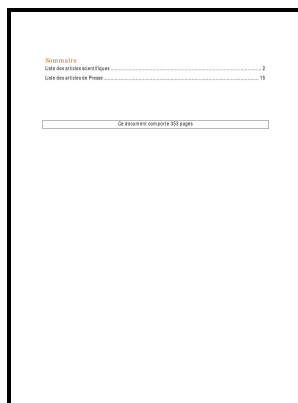 Sommaire
Liste des articles scientifiques ........................................................................ 2
Liste des articles de Presse ........................................................................ 15
Ce document comporte 353 pages